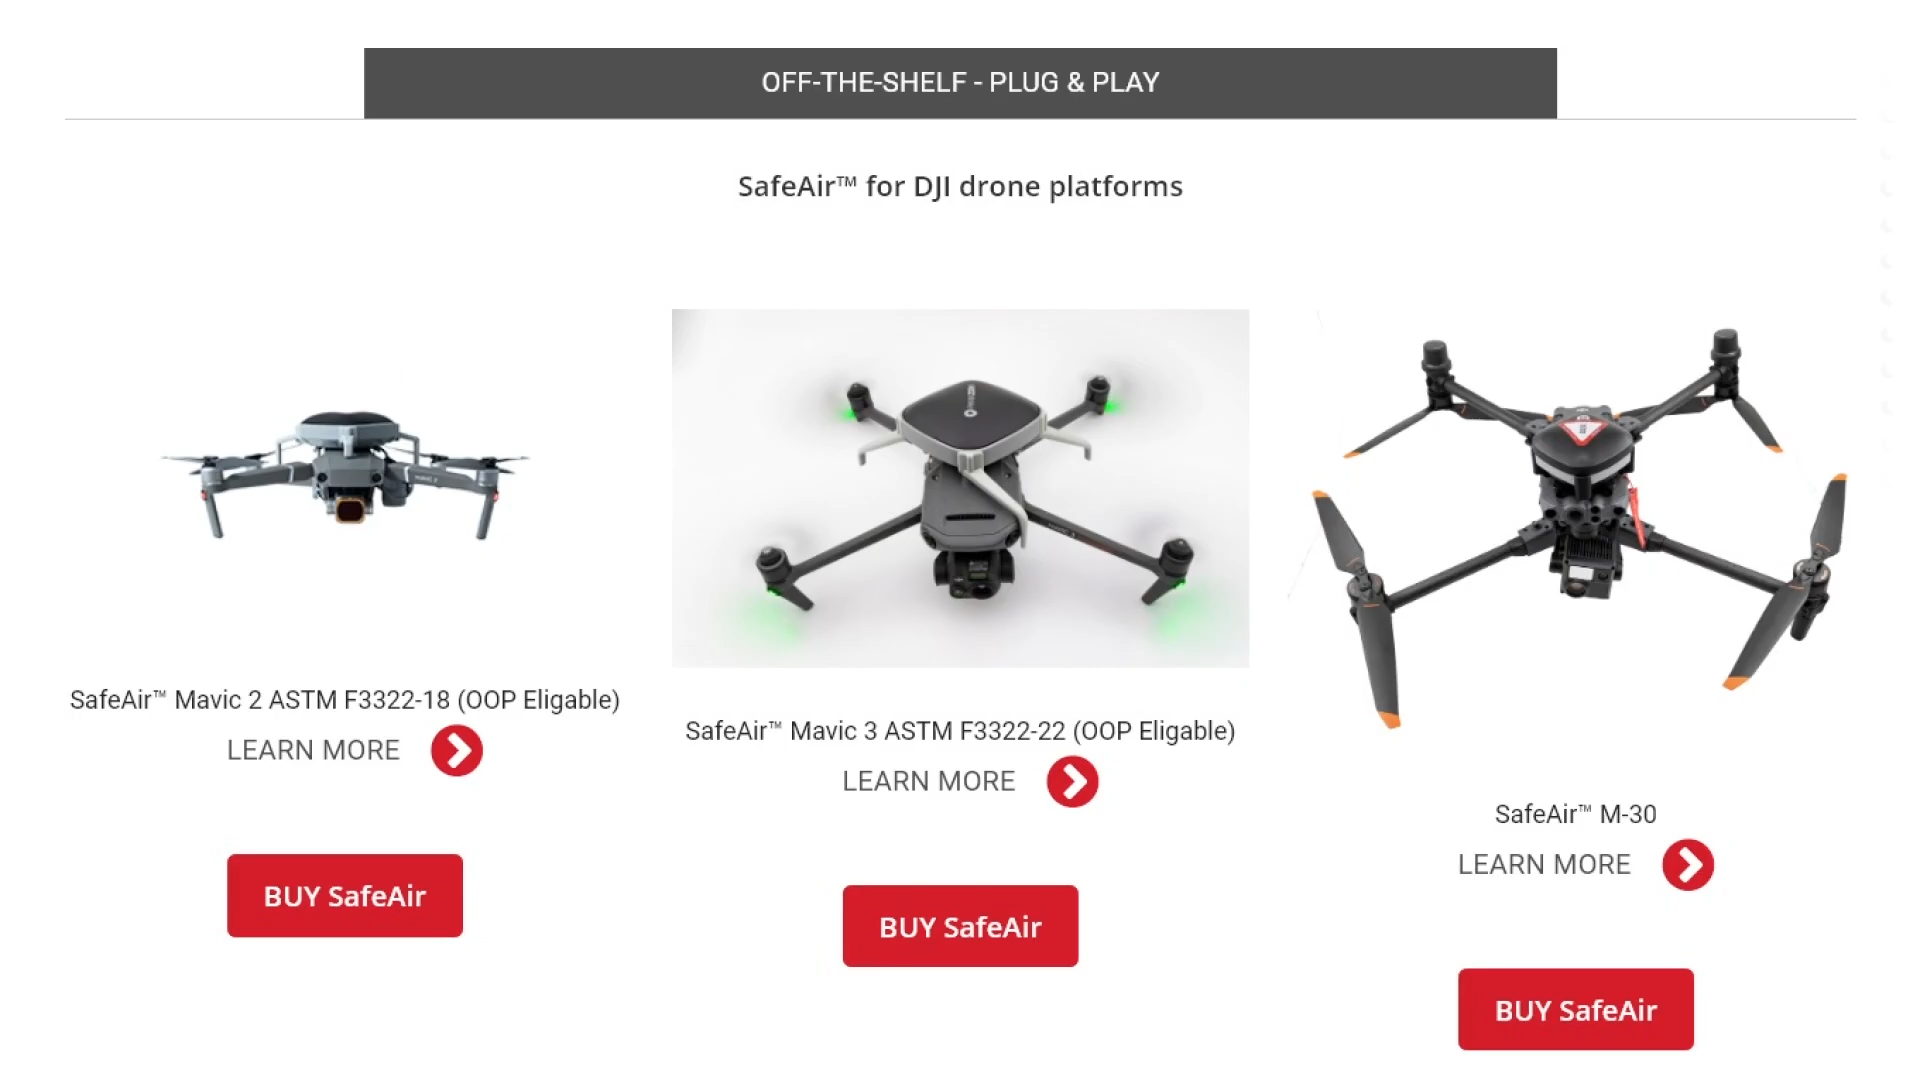 OFF-THE-SHELF - PLUG & PLAY
SafeAir™ for DJI drone platforms
SafeAir™ Mavic 2 ASTM F3322-18 (OOP Eligable)
LEARN MORE
BUY SafeAir
SafeAir™ Mavic 3 ASTM F3322-22 (OOP Eligable)
LEARN MORE
BUY SafeAir
SafeAir™ M-30
LEARN MORE
BUY SafeAir